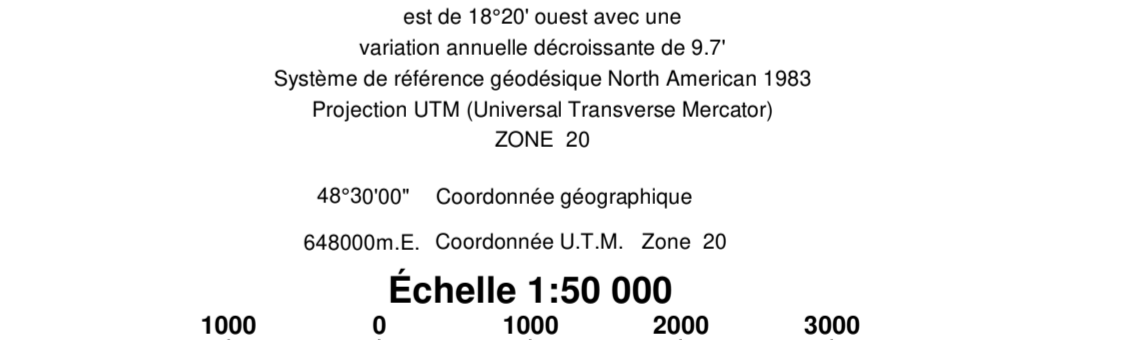 est de 18°20' ouest avec une
variation annuelle décroissante de 9.7'
Système de référence géodésique North American 1983
Projection UTM (Universal Transverse Mercator)
ZONE 20
48°30'00" Coordonnée géographique
648000m.E. Coordonnée U.T.M. Zone 20
Échelle 1:50 000
1000 0 1000 2000 3000